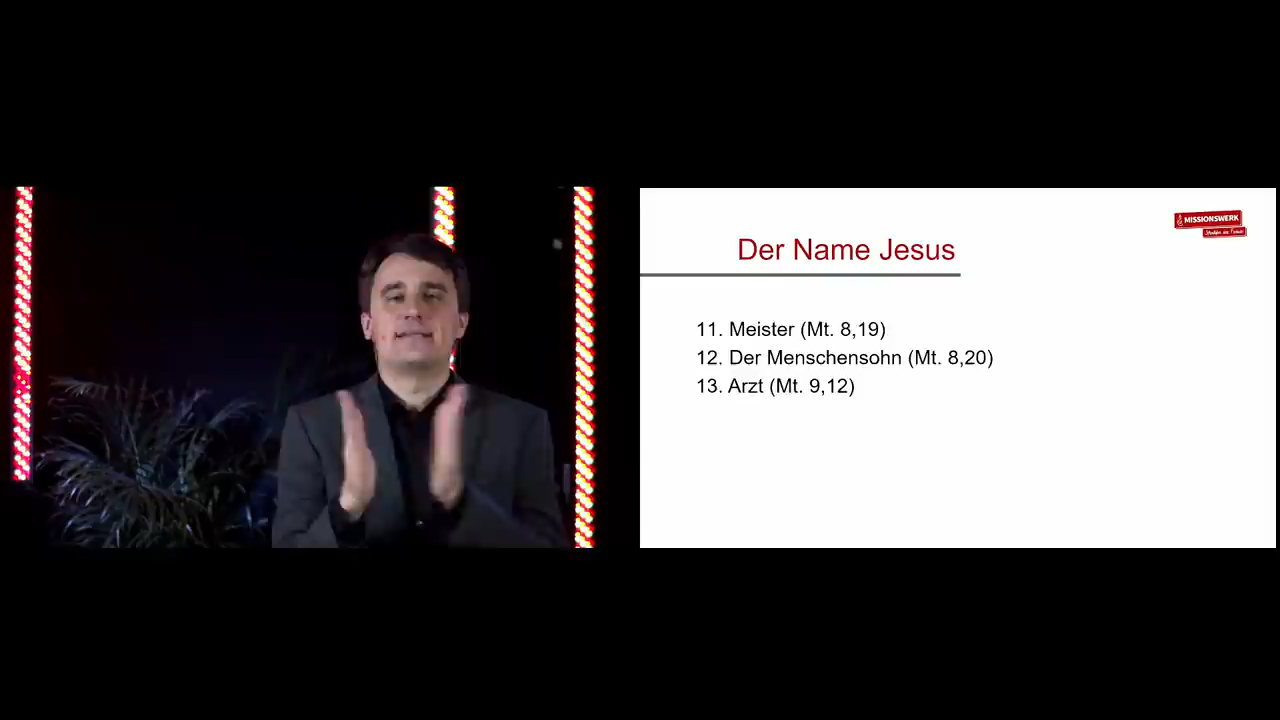 MISSIONSWERK
Der Name Jesus
11. Meister (Mt. 8,19)
12. Der Menschensohn (Mt. 8,20)
13. Arzt (Mt. 9,12)